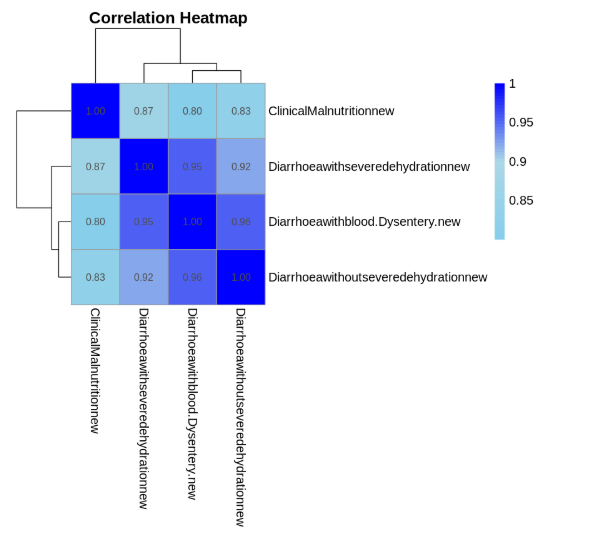 Correlation Heatmap
1.00 0.87 0.80 0.83 ClinicalMalnutritionnew
0.87 1.00 0.95 0.92 Diarrhoeawithseveredehydrationnew
0.80 0.95 1.00 0.96 Diarrhoeawithblood.Dysentery.new
0.83 0.92 0.96 1.00 Diarrhoeawithoutseveredehydrationnew
ClinicalMalnutritionnew
Diarrhoeawithseveredehydrationnew
Diarrhoeawithblood.Dysentery.new
Diarrhoeawithoutseveredehydrationnew
1
0.95
0.9
0.85